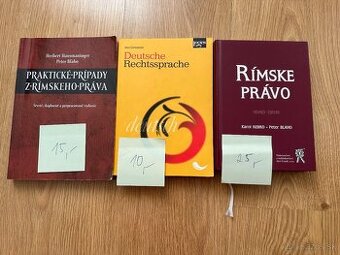 Herbert Hausmaninger
Peter Blaho
PRAKTICKÉ PRÍPADY
Z RÍMSKEHO PRÁVA
15,-
Deutsche
Rechtssprache
deutsch
10,-
RÍMSKE
PRÁVO
Karol REBRO - Peter BLAHO
25,-